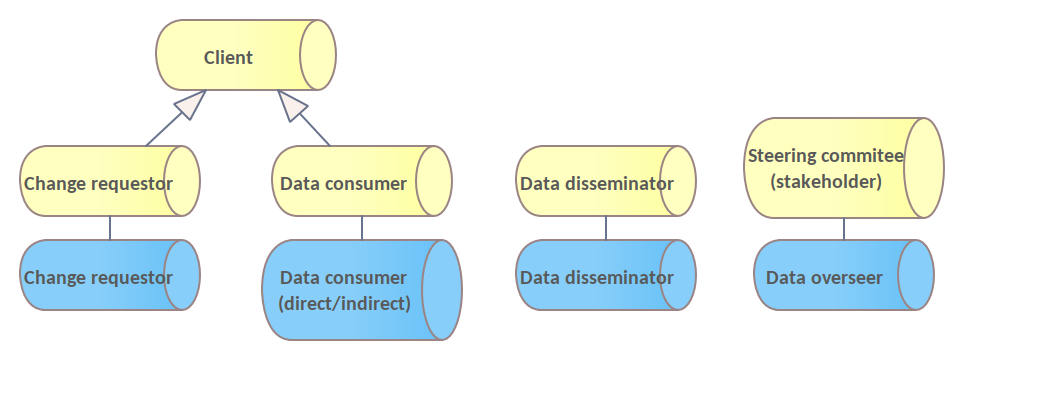 Client
Change requestor
Data consumer
Data disseminator
Steering commitee
(stakeholder)
Change requestor
Data consumer
(direct/indirect)
Data disseminator
Data overseer